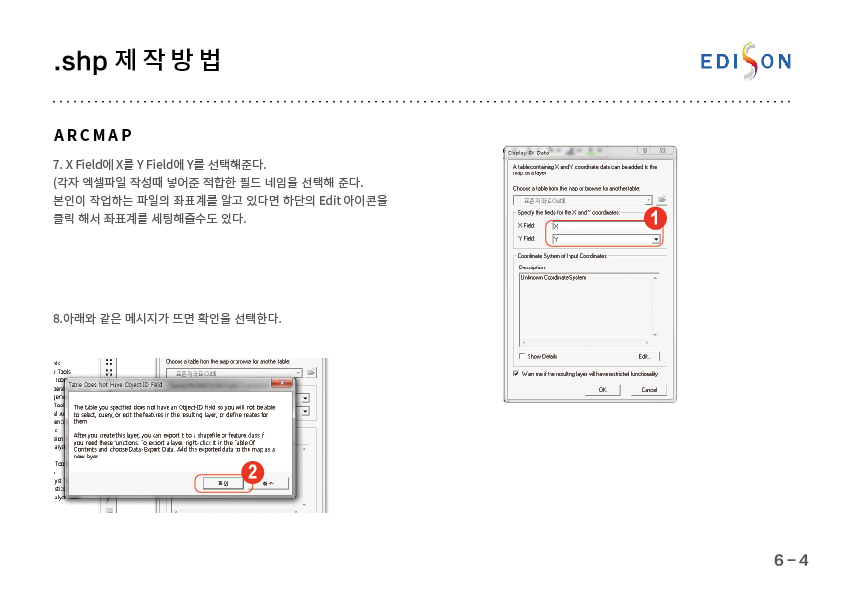 .shp 제작방법
EDISON
ARCMAP
7. X Field에 X를 Y Field에 Y를 선택해준다.
(각자 엑셀파일 작성때 넣어준 적합한 필드 네임을 선택해 준다.
본인이 작업하는 파일의 좌표계를 알고 있다면 하단의 Edit 아이콘을
클릭 해서 좌표계를 세팅해줄수도 있다.
8.아래와 같은 메시지가 뜨면 확인을 선택한다.
Choose a table from the map or browse for another table:
Table Does Not Have Object-ID Field
The table you specified does not have an Object-ID field so you will not be able
to select, query, or edit the features in the resulting layer, or define relates for
them
After you create this layer, you can export it to a shapefile or feature class if
you need these functions. To export a layer, right-click it in the Table Of
Contents and choose Data>Export Data. Add the exported data to the map as a
new layer
2
확인
취소
Display XY Data
A table containing X and Y coordinate data can be added to the
map as a layer
Choose a table from the map or browse for another table:
표준지좌표Out$
Specify the fields for the X and Y coordinates:
1
X Field: X
Y Field: Y
Coordinate System of Input Coordinates
Description:
Unknown Coordinate System
Show Details
Edit...
Warn me if the resulting layer will have restricted functionality
OK
Cancel
6-4